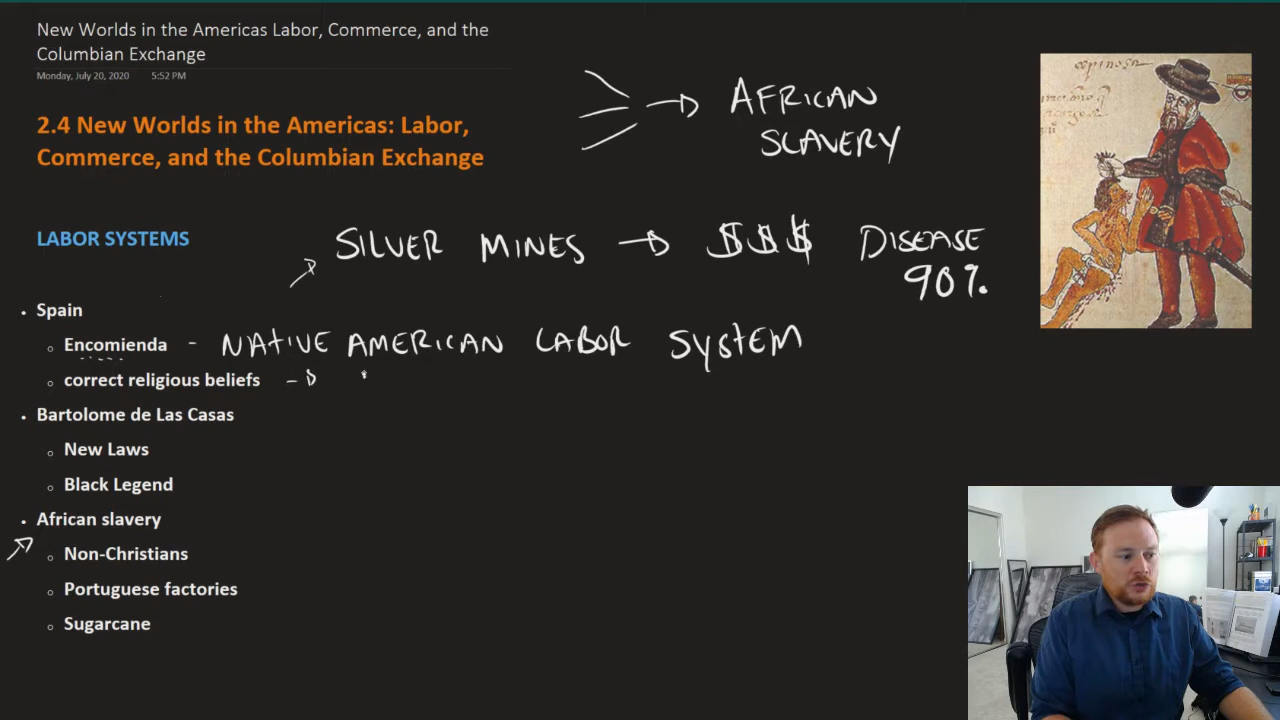 New Worlds in the Americas Labor, Commerce, and the
Columbian Exchange
Monday, July 20, 2020 5:52 PM
AFRICAN
SLAVERY
2.4 New Worlds in the Americas: Labor,
Commerce, and the Columbian Exchange
LABOR SYSTEMS
SILVER MINES → $$$ DISEASE
90%
Spain
Encomienda - NATIVE AMERICAN LABOR SYSTEM
correct religious beliefs
Bartolome de Las Casas
New Laws
Black Legend
African slavery
Non-Christians
Portuguese factories
Sugarcane